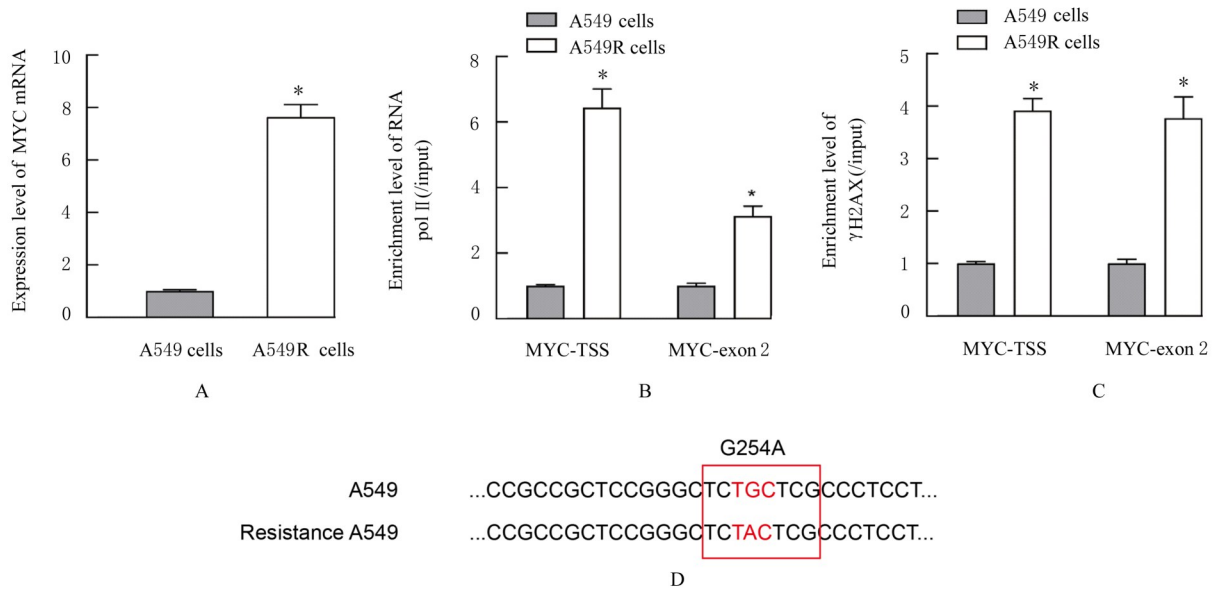 Expression level of MYC mRNA
10
8
6
4
2
0
*
A549 cells
A549R cells
A
A549 cells
A549R cells
Enrichment level of RNA
pol Ⅱ(/input)
8
6
4
2
0
*
*
MYC-TSS
MYC-exon 2
B
A549 cells
A549R cells
Enrichment level of
γH2AX(/input)
5
4
3
2
1
0
*
*
MYC-TSS
MYC-exon 2
C
G254A
A549 ...CCGCCGCTCCGGGCTCTGCTCGCCCTCCT...
Resistance A549 ...CCGCCGCTCCGGGCTCTACTCGCCCTCCT...
D